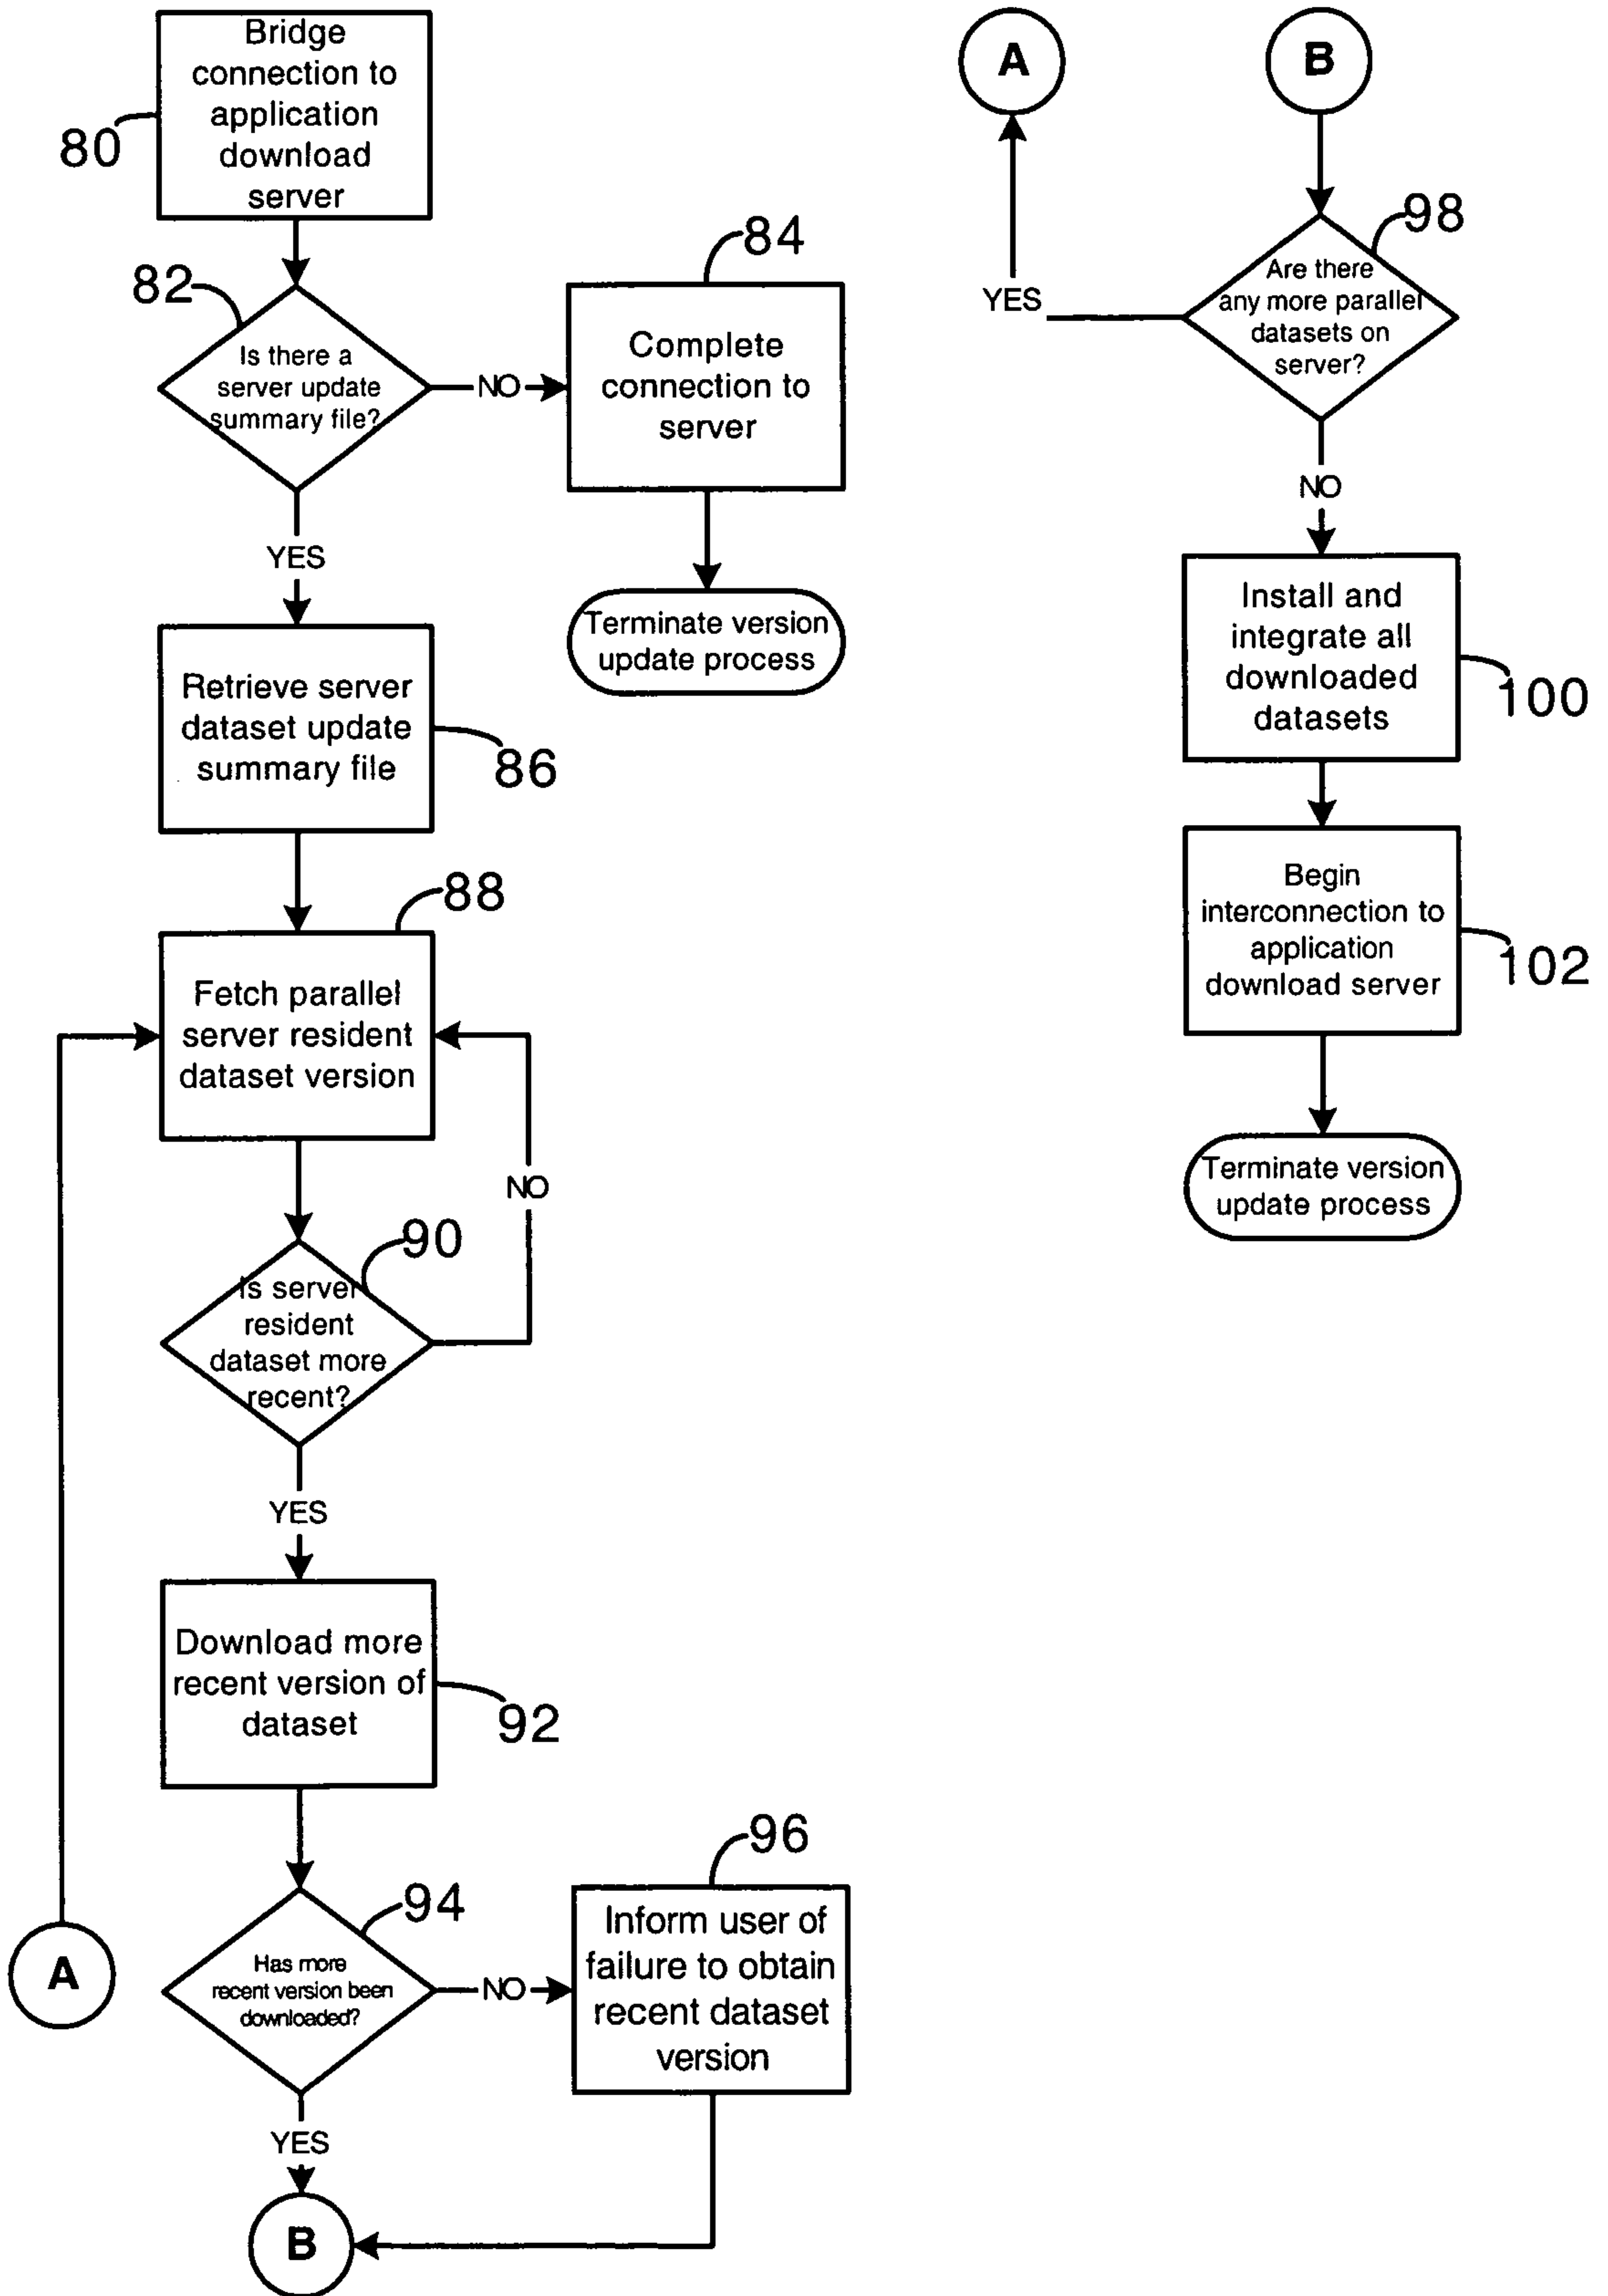 Bridge
connection to
application
download
server
80
82
Is there a
server update
summary file?
NO
84
Complete
connection to
server
YES
Terminate version
update process
Retrieve server
dataset update
summary file
86
88
Fetch parallel
server resident
dataset version
NO
90
Is server
resident
dataset more
recent?
YES
Download more
recent version of
dataset
92
94
Has more
recent version been
downloaded?
NO
96
Inform user of
failure to obtain
recent dataset
version
A
YES
B
A
B
98
Are there
any more parallel
datasets on
server?
YES
NO
Install and
integrate all
downloaded
datasets
100
Begin
interconnection to
application
download server
102
Terminate version
update process